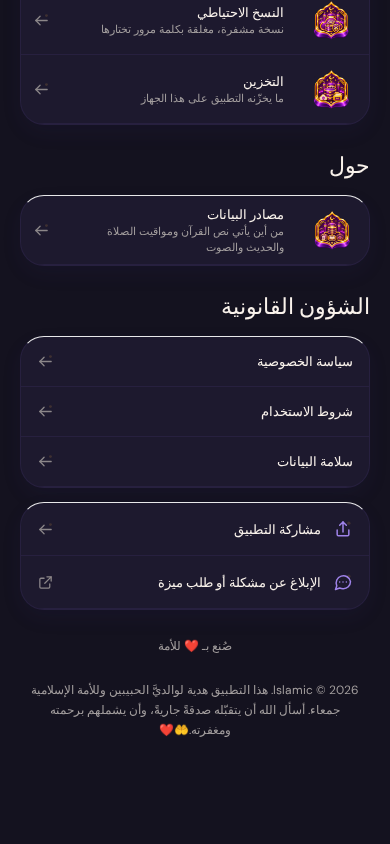 النسخ الاحتياطي
نسخة مشفرة، مغلفة بكلمة مرور تختارها
التخزين
ما يخزّنه التطبيق على هذا الجهاز
حول
مصادر البيانات
من أين يأتي نص القرآن ومواقيت الصلاة
والحديث والصوت
الشؤون القانونية
سياسة الخصوصية
شروط الاستخدام
سلامة البيانات
مشاركة التطبيق
الإبلاغ عن مشكلة أو طلب ميزة
صُنع بـ ❤️ للأمة
2026 © Islamic. هذا التطبيق هدية لوالديَّ الحبيبين وللأمة الإسلامية
جمعاء. أسأل الله أن يتقبّله صدقةً جاريةً، وأن يشملهم برحمته
ومغفرته.🤲❤️